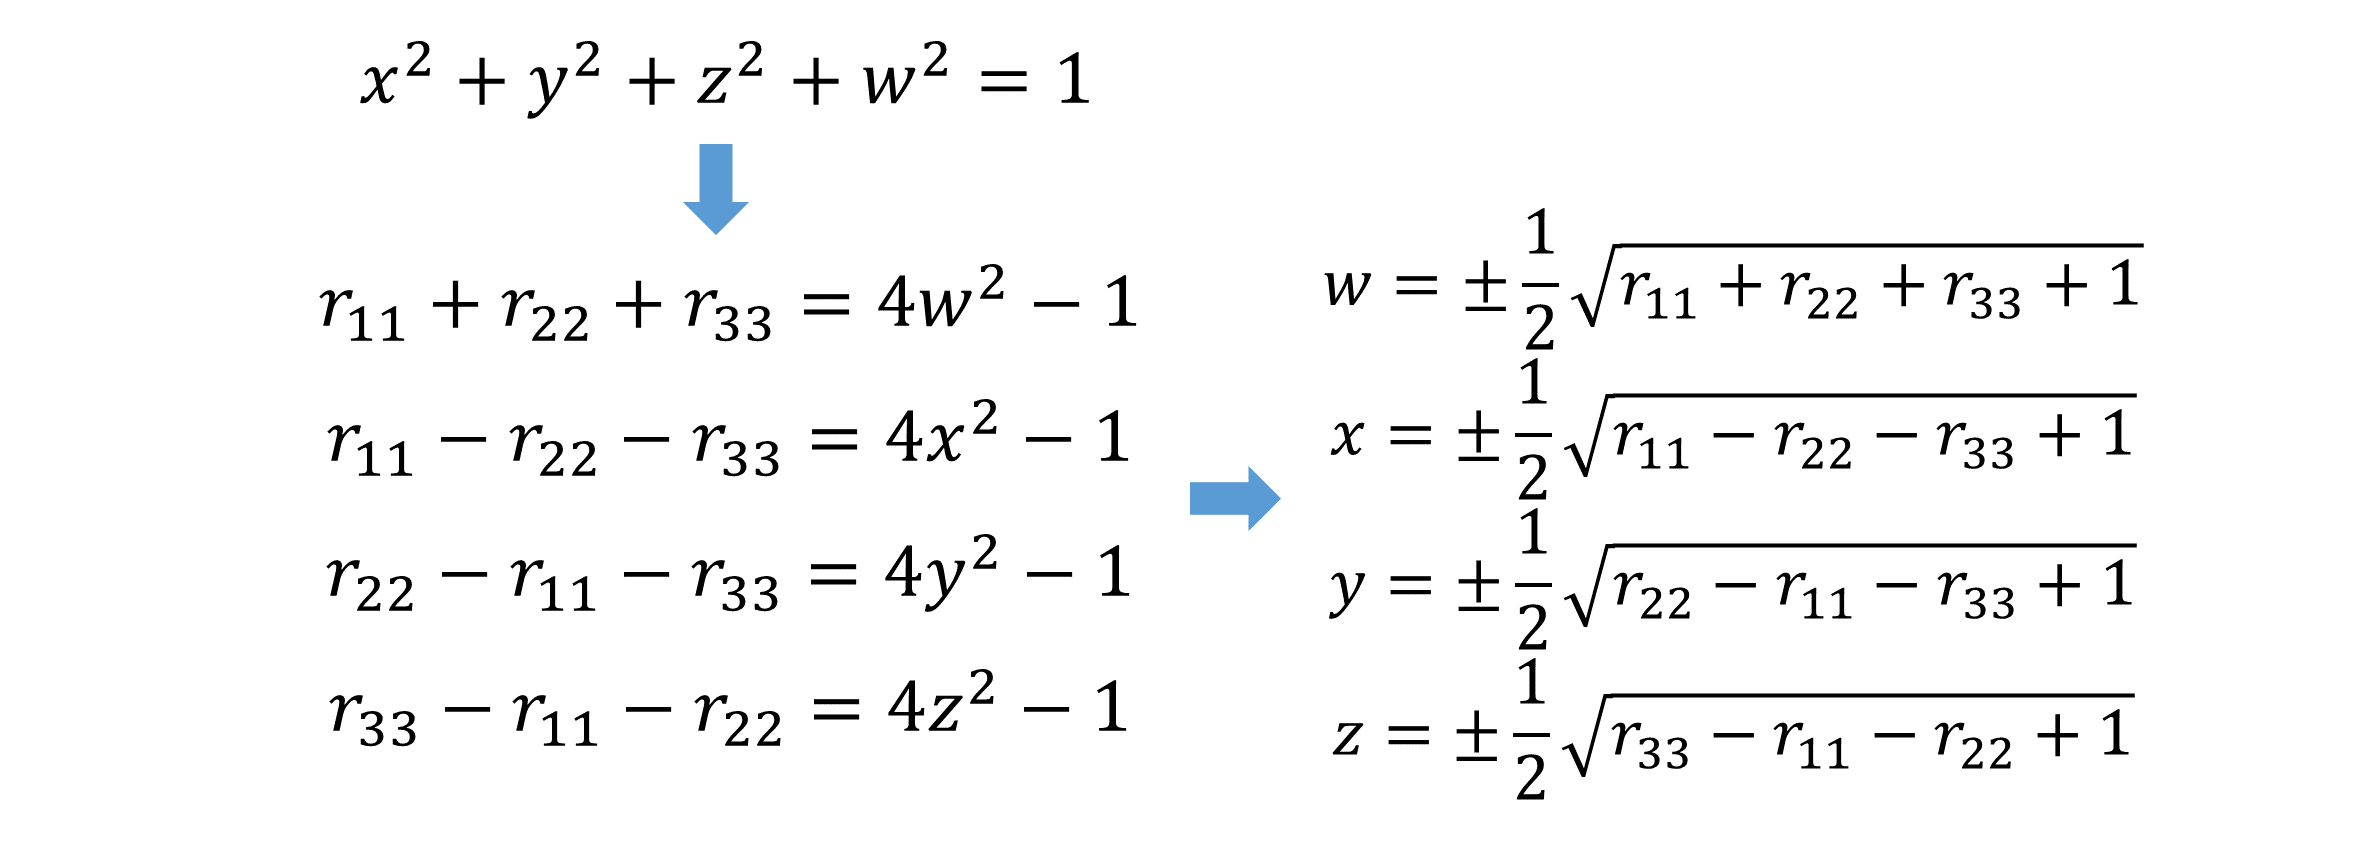 x² + y² + z² + w² = 1
r₁₁ + r₂₂ + r₃₃ = 4w² − 1
r₁₁ − r₂₂ − r₃₃ = 4x² − 1
r₂₂ − r₁₁ − r₃₃ = 4y² − 1
r₃₃ − r₁₁ − r₂₂ = 4z² − 1
w = ± 1/2 √(r₁₁ + r₂₂ + r₃₃ + 1)
x = ± 1/2 √(r₁₁ − r₂₂ − r₃₃ + 1)
y = ± 1/2 √(r₂₂ − r₁₁ − r₃₃ + 1)
z = ± 1/2 √(r₃₃ − r₁₁ − r₂₂ + 1)